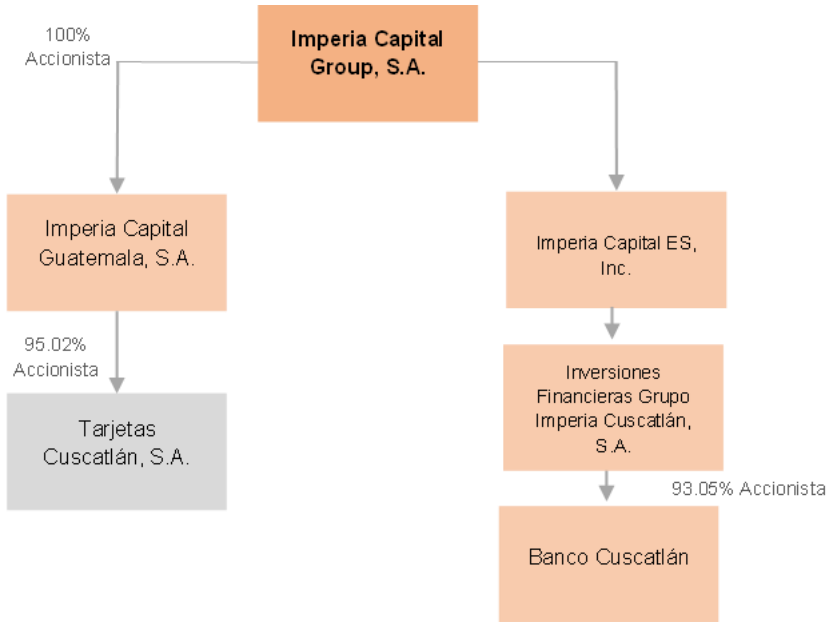 100%
Accionista
Imperia Capital
Group, S.A.
Imperia Capital
Guatemala, S.A.
Imperia Capital ES,
Inc.
95.02%
Accionista
Inversiones
Financieras Grupo
Imperia Cuscatlán,
S.A.
Tarjetas
Cuscatlán, S.A.
93.05% Accionista
Banco Cuscatlán